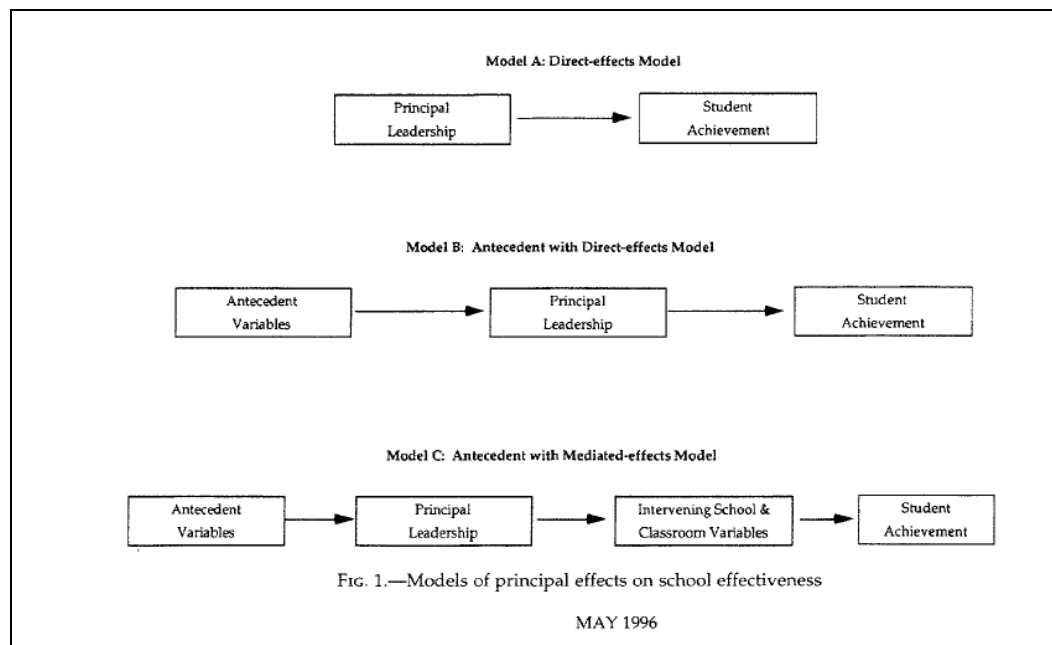 Model A: Direct-effects Model
Principal
Leadership
Student
Achievement
Model B: Antecedent with Direct-effects Model
Antecedent
Variables
Principal
Leadership
Student
Achievement
Model C: Antecedent with Mediated-effects Model
Antecedent
Variables
Principal
Leadership
Intervening School &
Classroom Variables
Student
Achievement
FIG. 1.—Models of principal effects on school effectiveness
MAY 1996